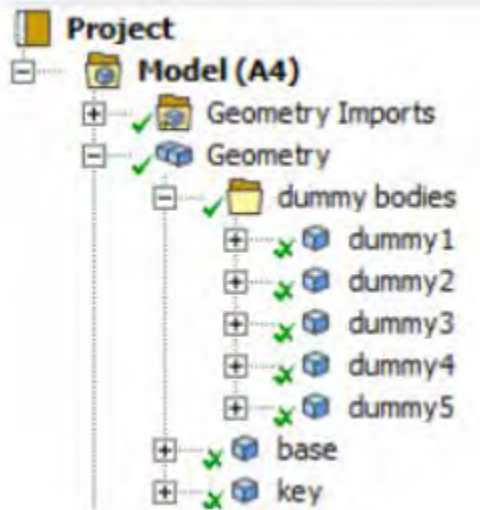 Project
Model (A4)
Geometry Imports
Geometry
dummy bodies
dummy1
dummy2
dummy3
dummy4
dummy5
base
key